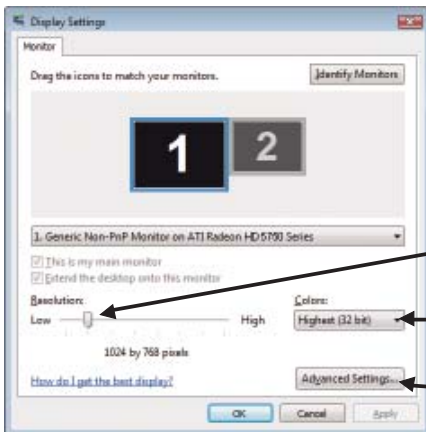 Display Settings
Monitor
Drag the icons to match your monitors.
Identify Monitors
1
2
1. Generic Non-PnP Monitor on ATI Radeon HD 5760 Series
This is my main monitor
Extend the desktop onto this monitor
Resolution:
Colors:
Low
High
Highest (32 bit)
1024 by 768 pixels
How do I get the best display?
Advanced Settings...
OK
Cancel
Apply